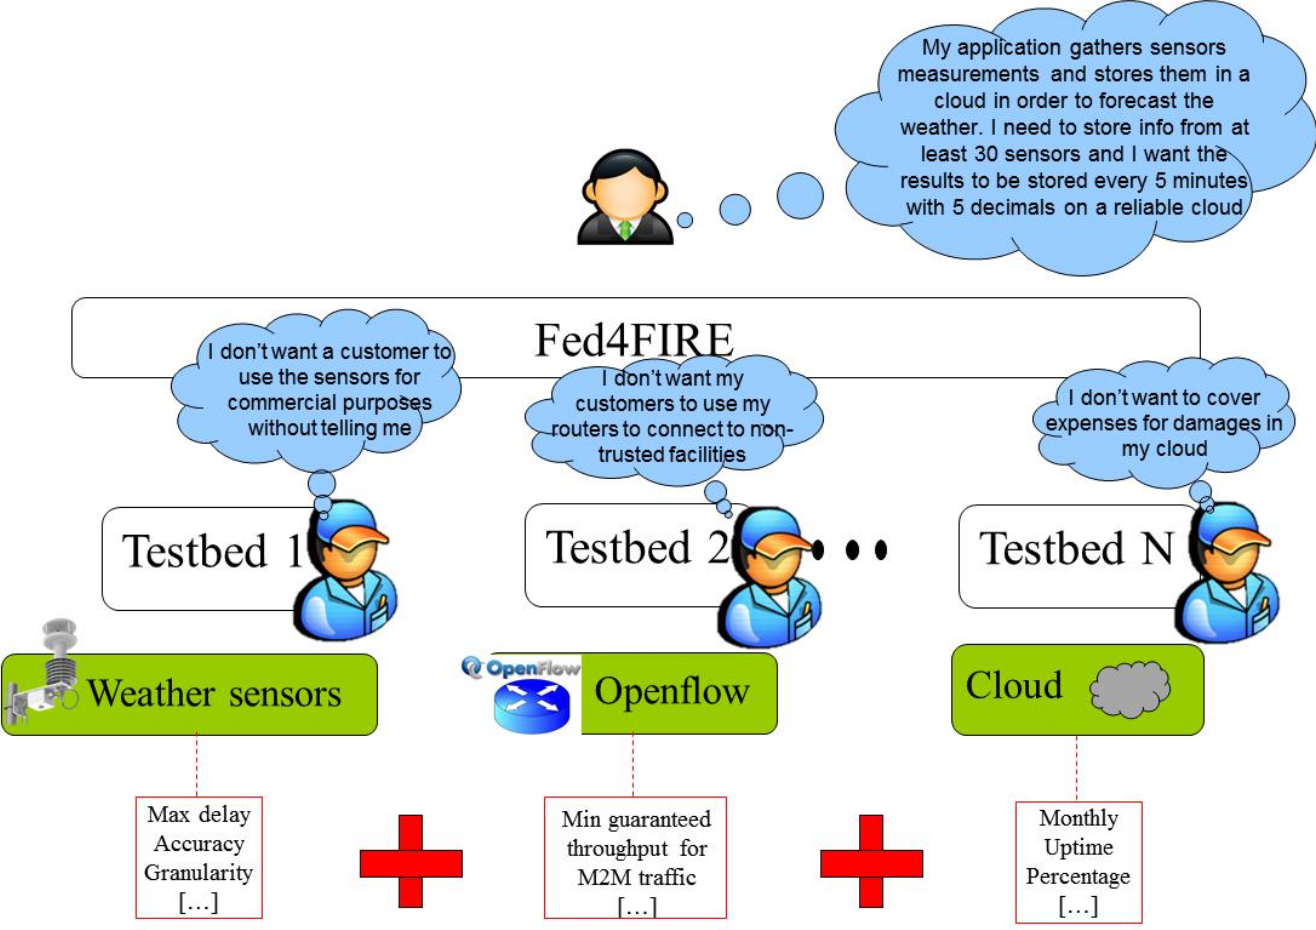 My application gathers sensors
measurements and stores them in a
cloud in order to forecast the
weather. I need to store info from at
least 30 sensors and I want the
results to be stored every 5 minutes
with 5 decimals on a reliable cloud
Fed4FIRE
I don't want a customer to
use the sensors for
commercial purposes
without telling me
I don't want my
customers to use my
routers to connect to non-
trusted facilities
I don't want to cover
expenses for damages in
my cloud
Testbed 1
Testbed 2
Testbed N
Weather sensors
OpenFlow
Openflow
Cloud
Max delay
Accuracy
Granularity
[…]
Min guaranteed
throughput for
M2M traffic
[…]
Monthly
Uptime
Percentage
[…]